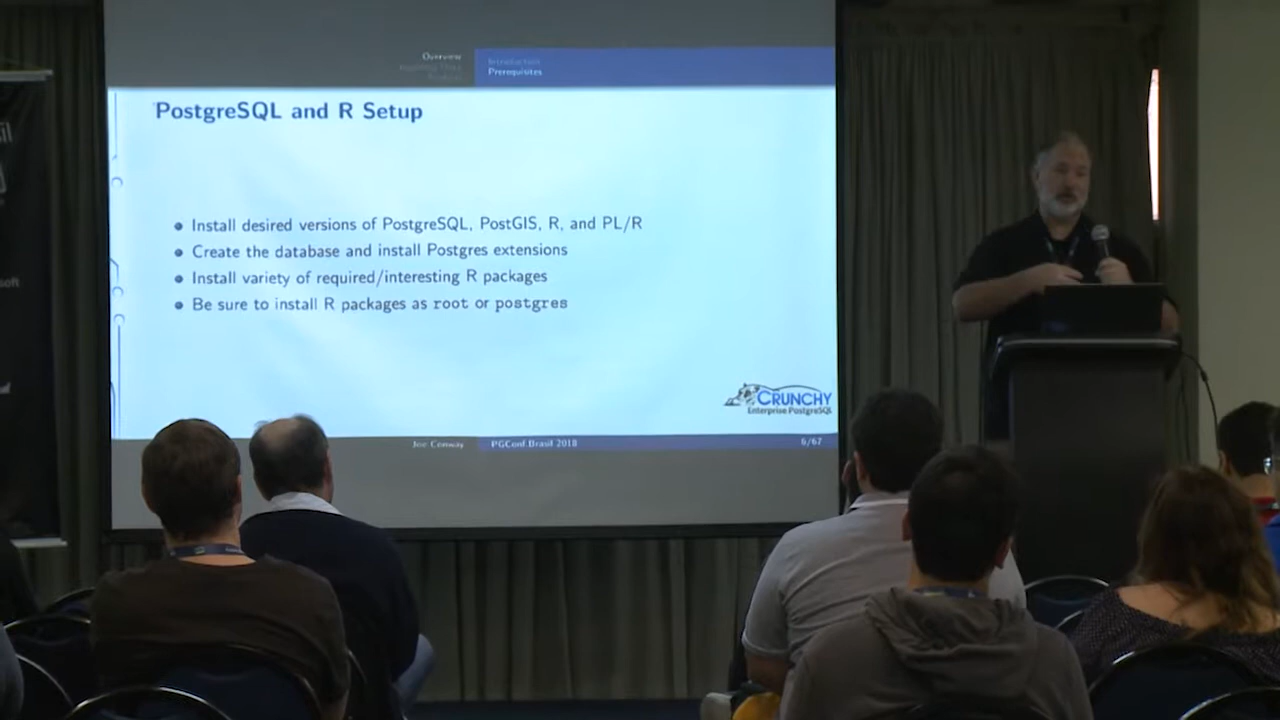 Overview
Introduction
Prerequisites
PostgreSQL and R Setup
Install desired versions of PostgreSQL, PostGIS, R, and PL/R
Create the database and install Postgres extensions
Install variety of required/interesting R packages
Be sure to install R packages as root or postgres
CRUNCHY
Enterprise PostgreSQL
Joe Conway
PGConf.Brasil 2018
6/67